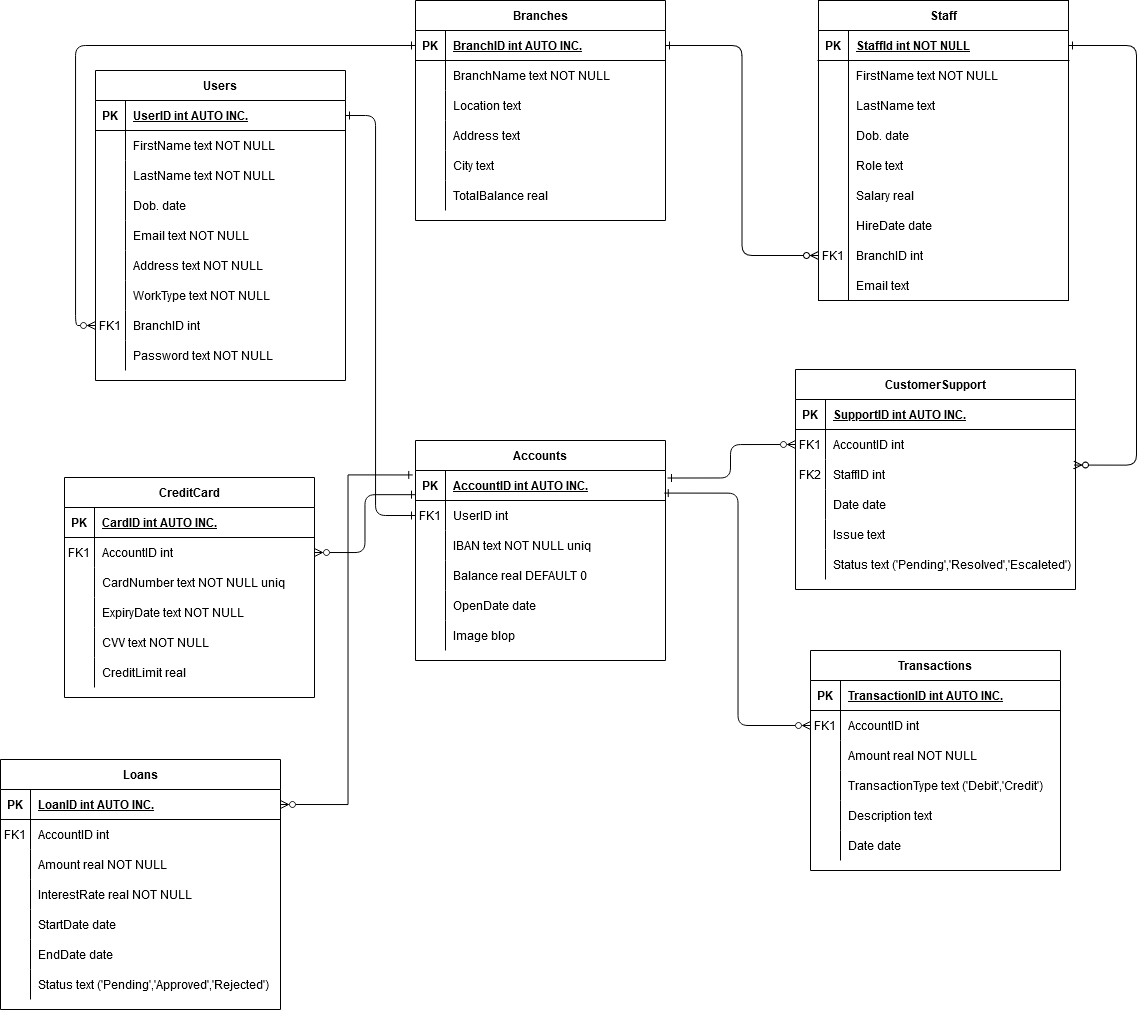 Branches
PK BranchID int AUTO INC.
BranchName text NOT NULL
Location text
Address text
City text
TotalBalance real
Staff
PK StaffId int NOT NULL
FirstName text NOT NULL
LastName text
Dob. date
Role text
Salary real
HireDate date
FK1 BranchID int
Email text
Users
PK UserID int AUTO INC.
FirstName text NOT NULL
LastName text NOT NULL
Dob. date
Email text NOT NULL
Address text NOT NULL
WorkType text NOT NULL
FK1 BranchID int
Password text NOT NULL
CustomerSupport
PK SupportID int AUTO INC.
FK1 AccountID int
FK2 StaffID int
Date date
Issue text
Status text ('Pending','Resolved','Escaleted')
Accounts
PK AccountID int AUTO INC.
FK1 UserID int
IBAN text NOT NULL uniq
Balance real DEFAULT 0
OpenDate date
Image blop
CreditCard
PK CardID int AUTO INC.
FK1 AccountID int
CardNumber text NOT NULL uniq
ExpiryDate text NOT NULL
CVV text NOT NULL
CreditLimit real
Transactions
PK TransactionID int AUTO INC.
FK1 AccountID int
Amount real NOT NULL
TransactionType text ('Debit','Credit')
Description text
Date date
Loans
PK LoanID int AUTO INC.
FK1 AccountID int
Amount real NOT NULL
InterestRate real NOT NULL
StartDate date
EndDate date
Status text ('Pending','Approved','Rejected')